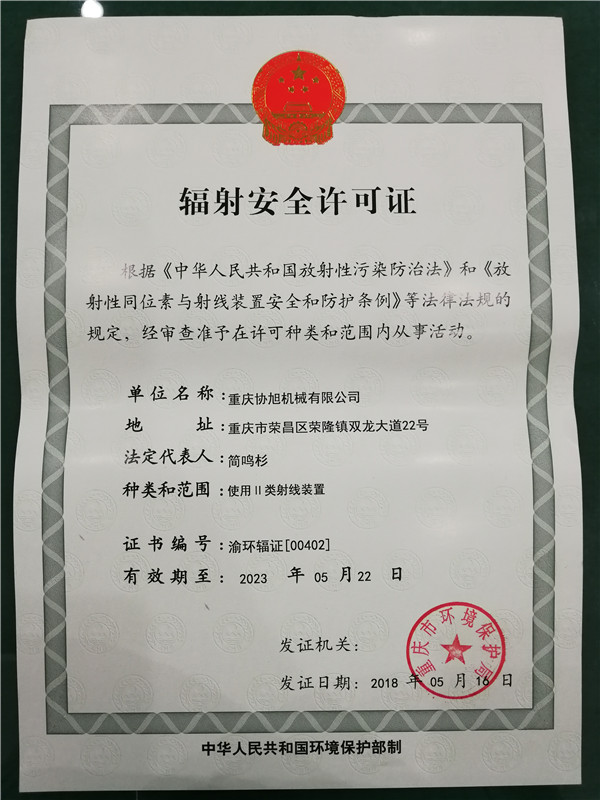 辐射安全许可证
根据《中华人民共和国放射性污染防治法》和《放
射性同位素与射线装置安全和防护条例》等法律法规的
规定，经审查准予在许可种类和范围内从事活动。
单位名称：重庆协旭机械有限公司
地址：重庆市荣昌区荣隆镇双龙大道22号
法定代表人：简鸣杉
种类和范围：使用Ⅱ类射线装置
证书编号：渝环辐证[00402]
有效期至：2023 年 05 月 22 日
发证机关：
重庆市环境保护局
发证日期：2018 年 05 月 16 日
中华人民共和国环境保护部制